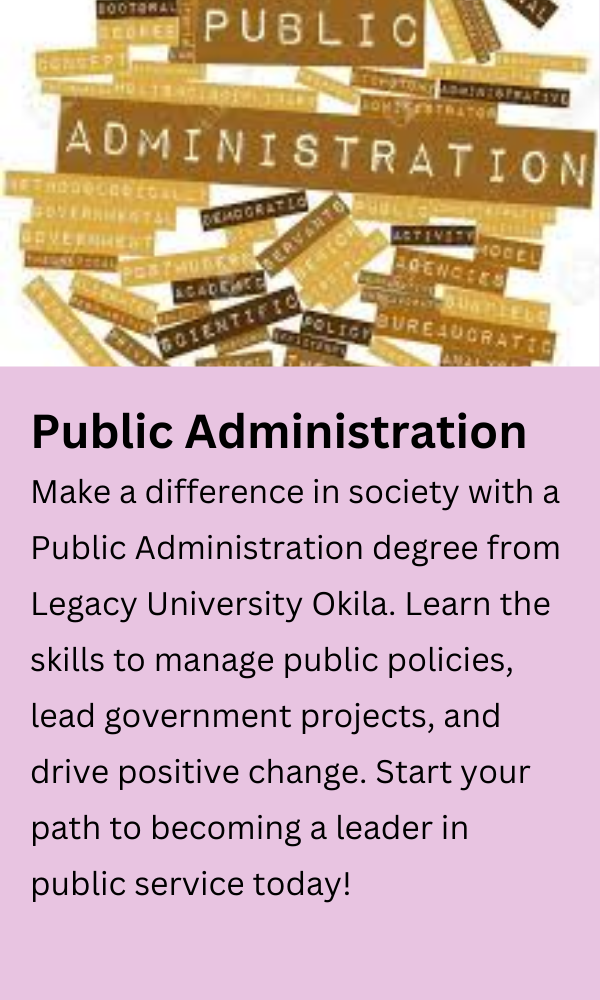 DOCTORAL
PUBLIC
DEGREE
CONCEPT
ADMINISTRATIVE
ADMINISTRATOR
ADMINISTRATION
METHODOLOGICAL
GOVERNMENTAL
DEMOCRATIC
PUBLIC
GOVERNMENT
SERVANTS
ACTIVITY
MODEL
AGENCIES
ACADEMIC
SCIENTIFIC
POLICY
BUREAUCRATIC
Public Administration
Make a difference in society with a
Public Administration degree from
Legacy University Okila. Learn the
skills to manage public policies,
lead government projects, and
drive positive change. Start your
path to becoming a leader in
public service today!